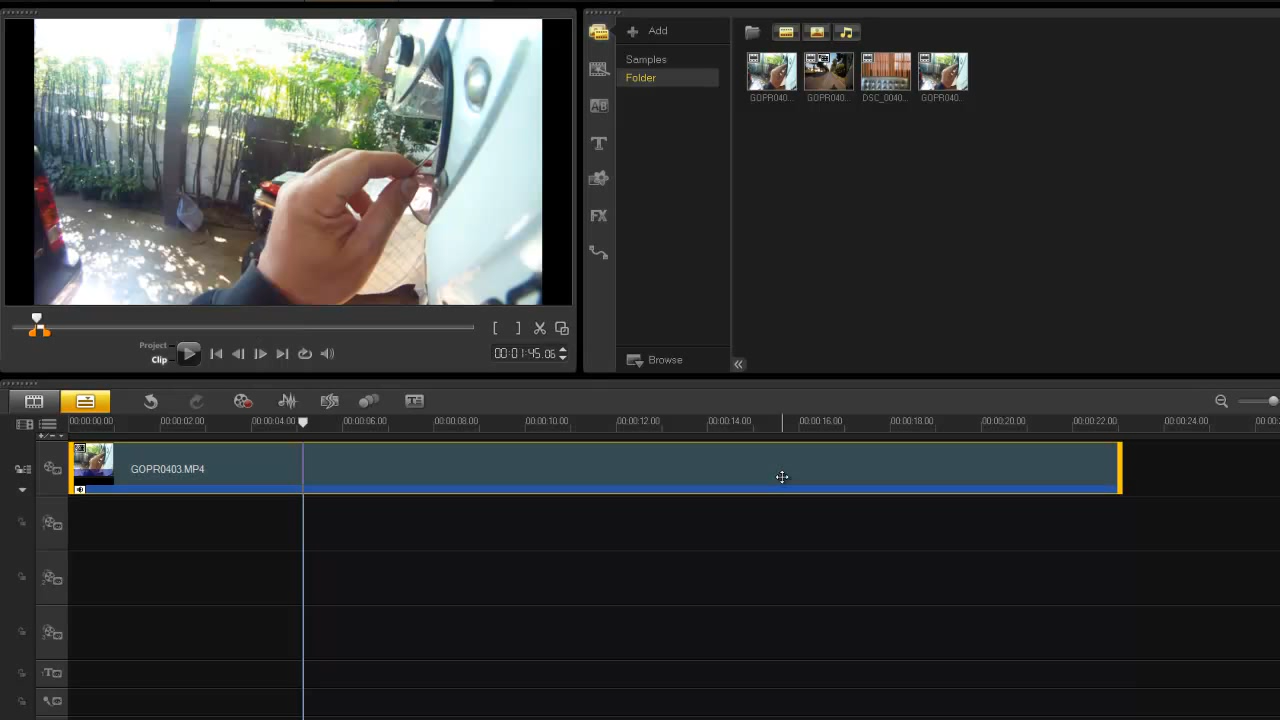 Add
Samples
Folder
GOPR040...
GOPR040...
DSC_0040...
GOPR040...
AB
T
FX
Browse
Project
Clip
00:01:45.06
00:00:00.00
00:00:02.00
00:00:04.00
00:00:06.00
00:00:08.00
00:00:10.00
00:00:12.00
00:00:14.00
00:00:16.00
00:00:18.00
00:00:20.00
00:00:22.00
00:00:24.00
GOPR0403.MP4